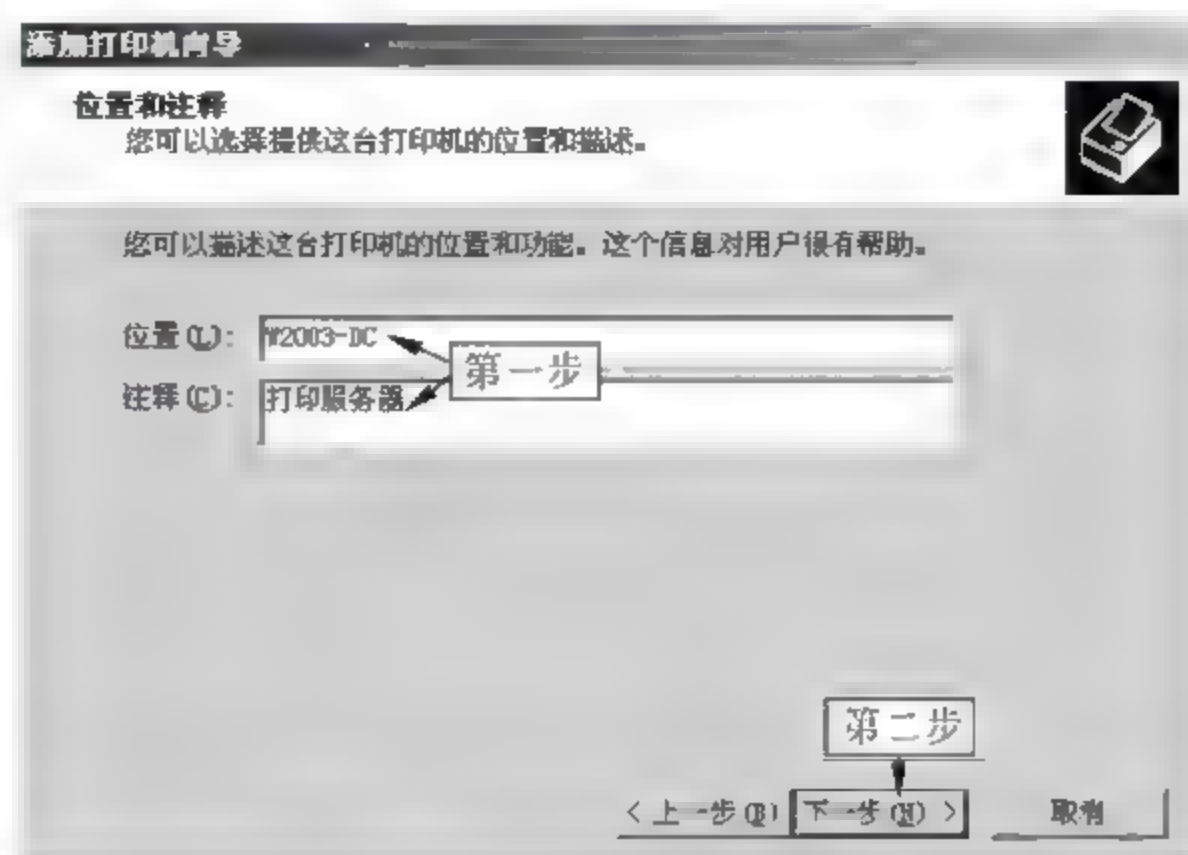 添加打印机向导
位置和注释
您可以选择提供这台打印机的位置和描述。
您可以描述这台打印机的位置和功能。这个信息对用户很有帮助。
位置(L): W2003-DC
第一步
注释(C): 打印服务器
第二步
< 上一步(B) 下一步(N) > 取消